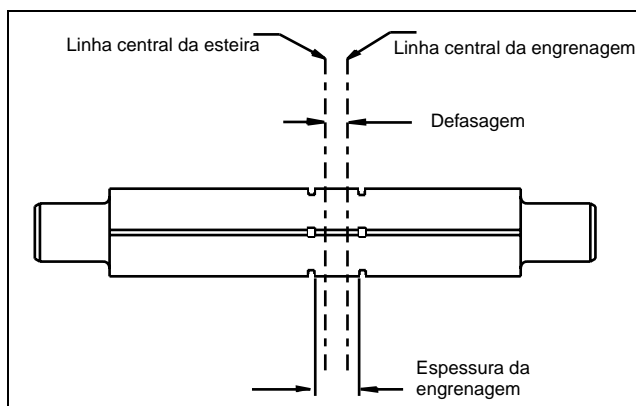 Linha central da esteira
Linha central da engrenagem
Defasagem
Espessura da
engrenagem